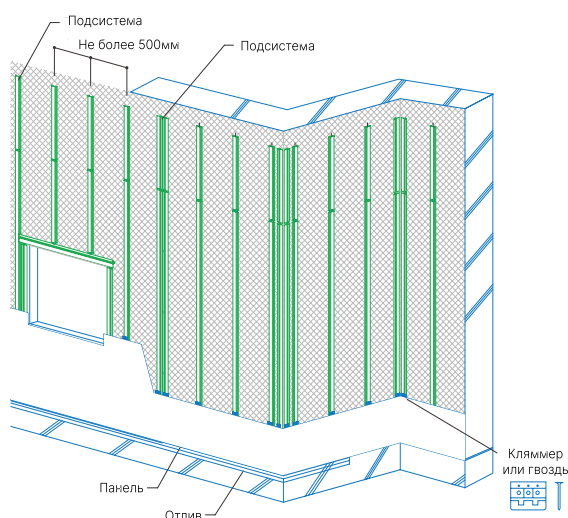 Подсистема
Не более 500мм
Подсистема
Кляммер
или гвоздь
Панель
Отлив